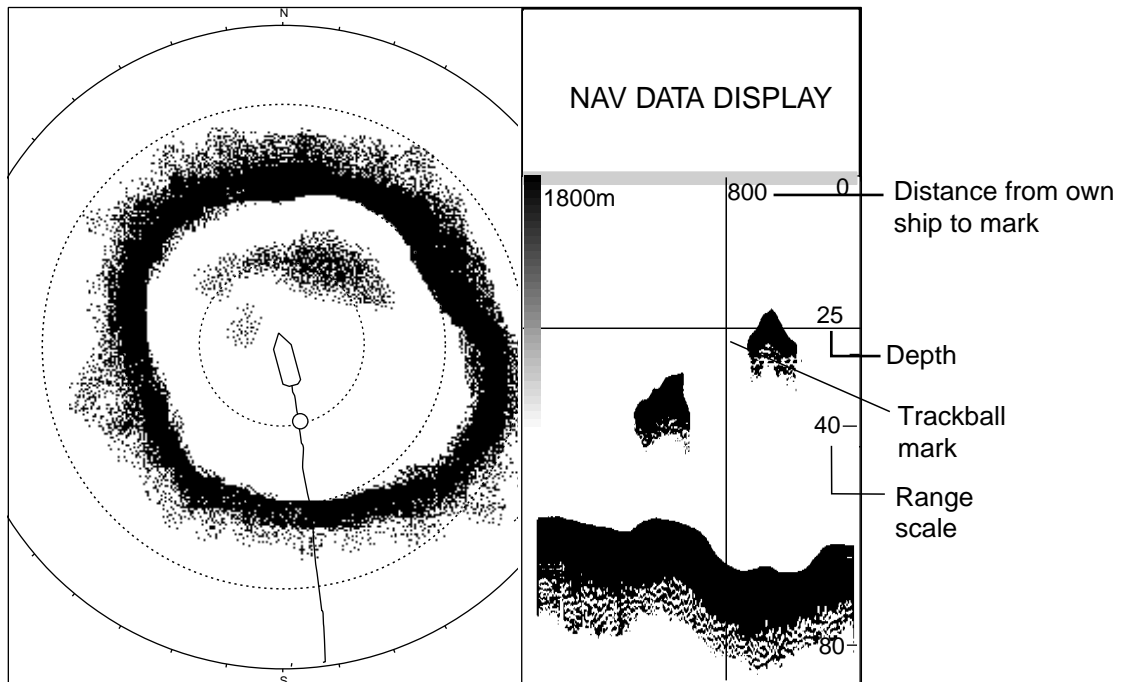 N
S
NAV DATA DISPLAY
1800m
800
0
Distance from own
ship to mark
25
Depth
Trackball
mark
40
Range
scale
80